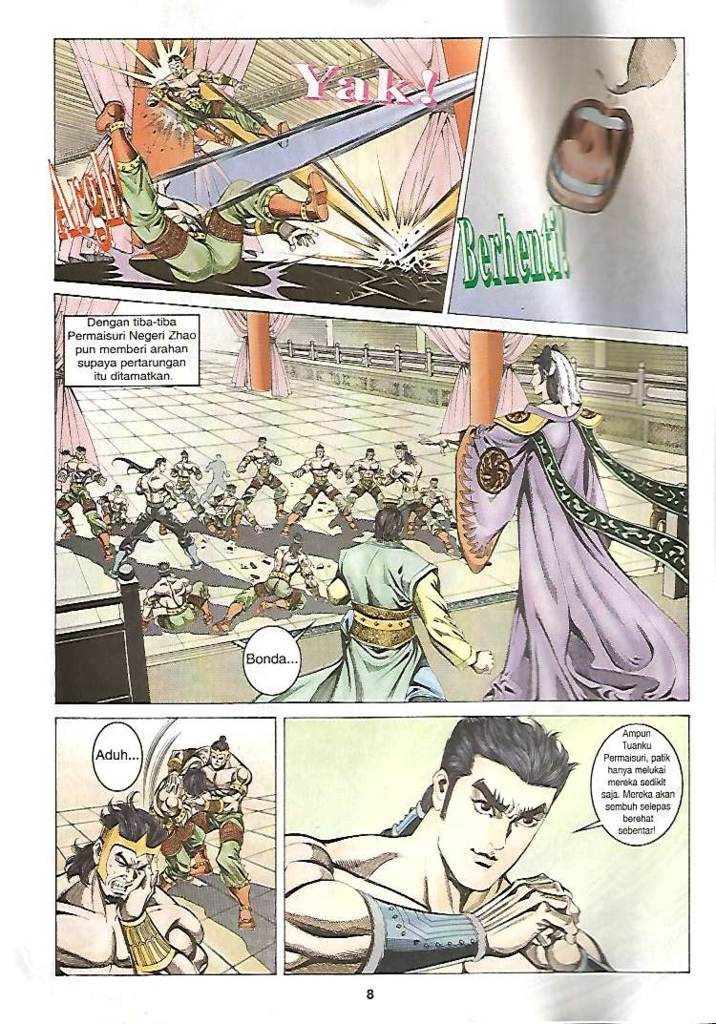 Yak!
Argh!
Berhenti!
Dengan tiba-tiba
Permaisuri Negeri Zhao
pun memberi arahan
supaya pertarungan
itu ditamatkan.
Bonda...
Aduh...
Ampun
Tuanku
Permaisuri, patik
hanya melukai
mereka sedikit
saja. Mereka akan
sembuh selepas
berehat
sebentar!
8